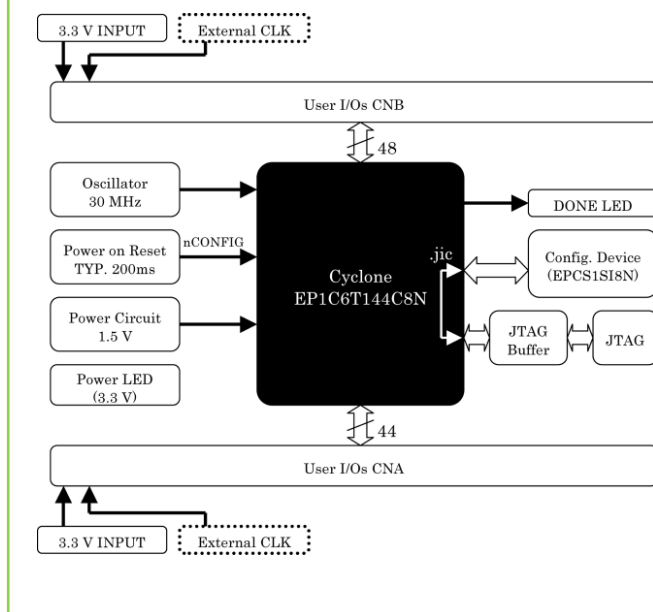 3.3 V INPUT
External CLK
User I/Os CNB
48
Oscillator
30 MHz
DONE LED
Power on Reset
TYP. 200ms
nCONFIG
.jic
Config. Device
(EPCS1SI8N)
Cyclone
EP1C6T144C8N
Power Circuit
1.5 V
JTAG
Buffer
JTAG
Power LED
(3.3 V)
44
User I/Os CNA
3.3 V INPUT
External CLK